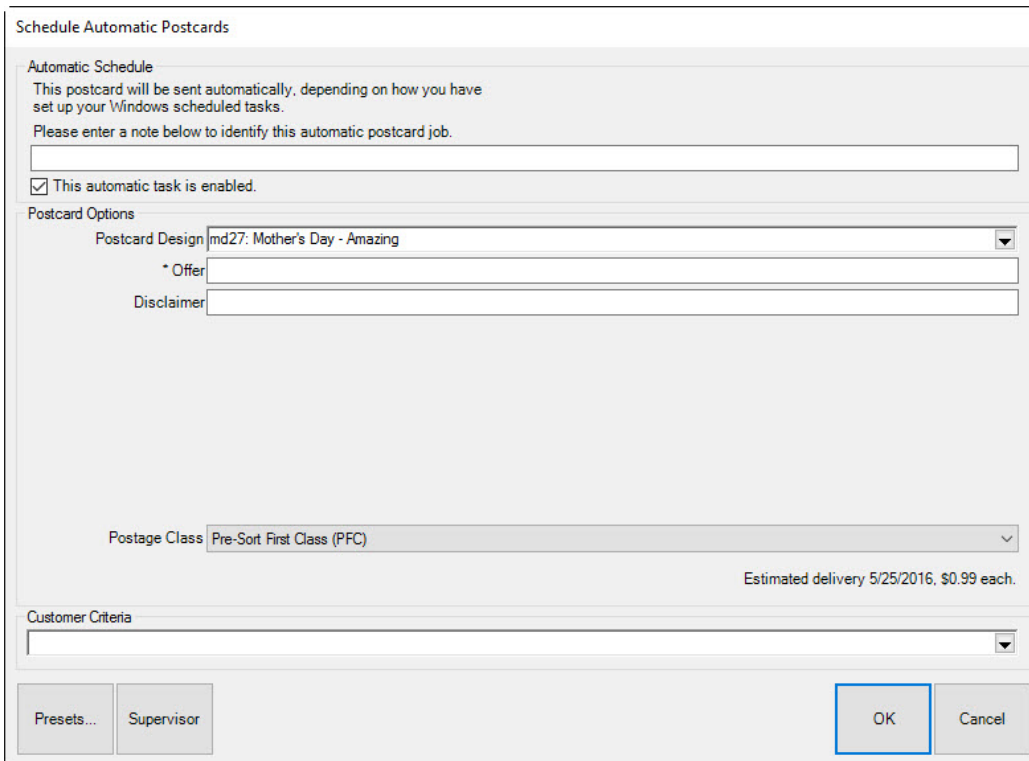 Schedule Automatic Postcards
Automatic Schedule
This postcard will be sent automatically, depending on how you have
set up your Windows scheduled tasks.
Please enter a note below to identify this automatic postcard job.
This automatic task is enabled.
Postcard Options
Postcard Design md27: Mother's Day - Amazing
* Offer
Disclaimer
Postage Class Pre-Sort First Class (PFC)
Estimated delivery 5/25/2016, $0.99 each.
Customer Criteria
Presets... Supervisor OK Cancel